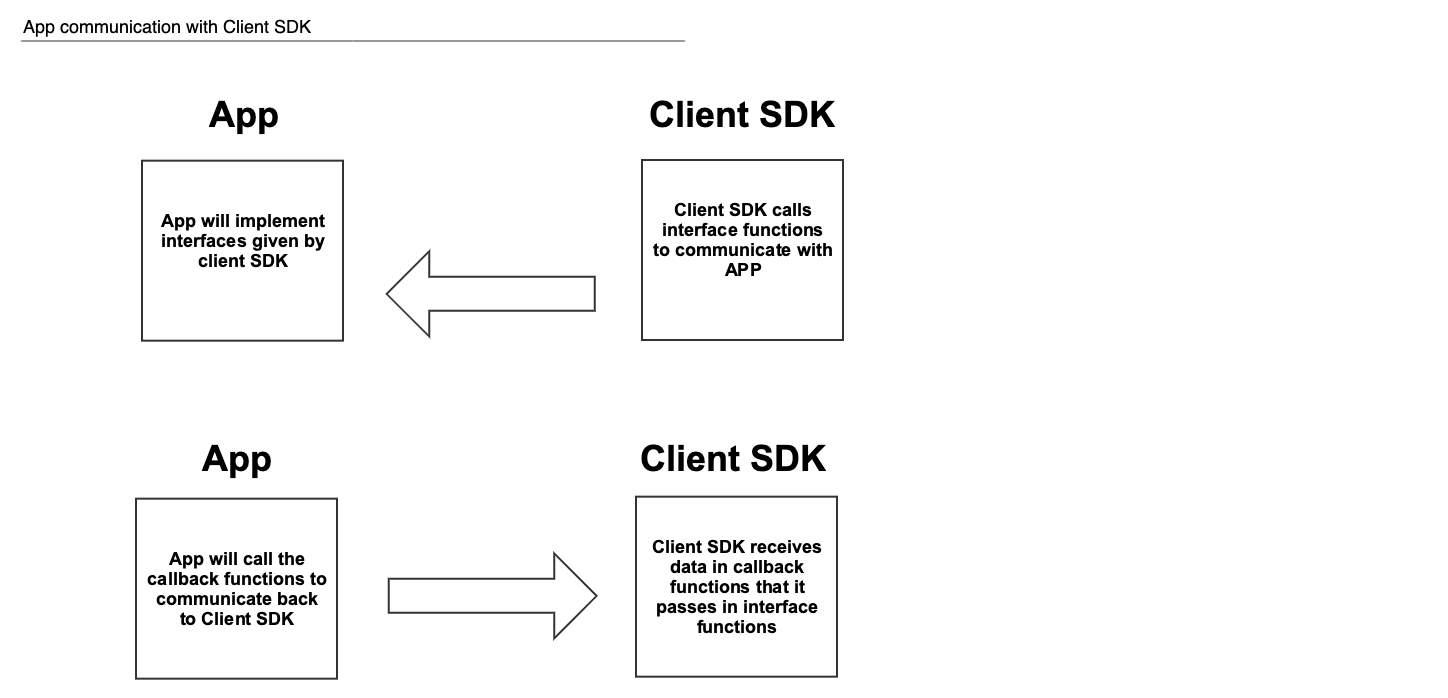 App communication with Client SDK
App
Client SDK
App will implement
interfaces given by
client SDK
Client SDK calls
interface functions
to communicate with
APP
App
Client SDK
App will call the
callback functions to
communicate back
to Client SDK
Client SDK receives
data in callback
functions that it
passes in interface
functions